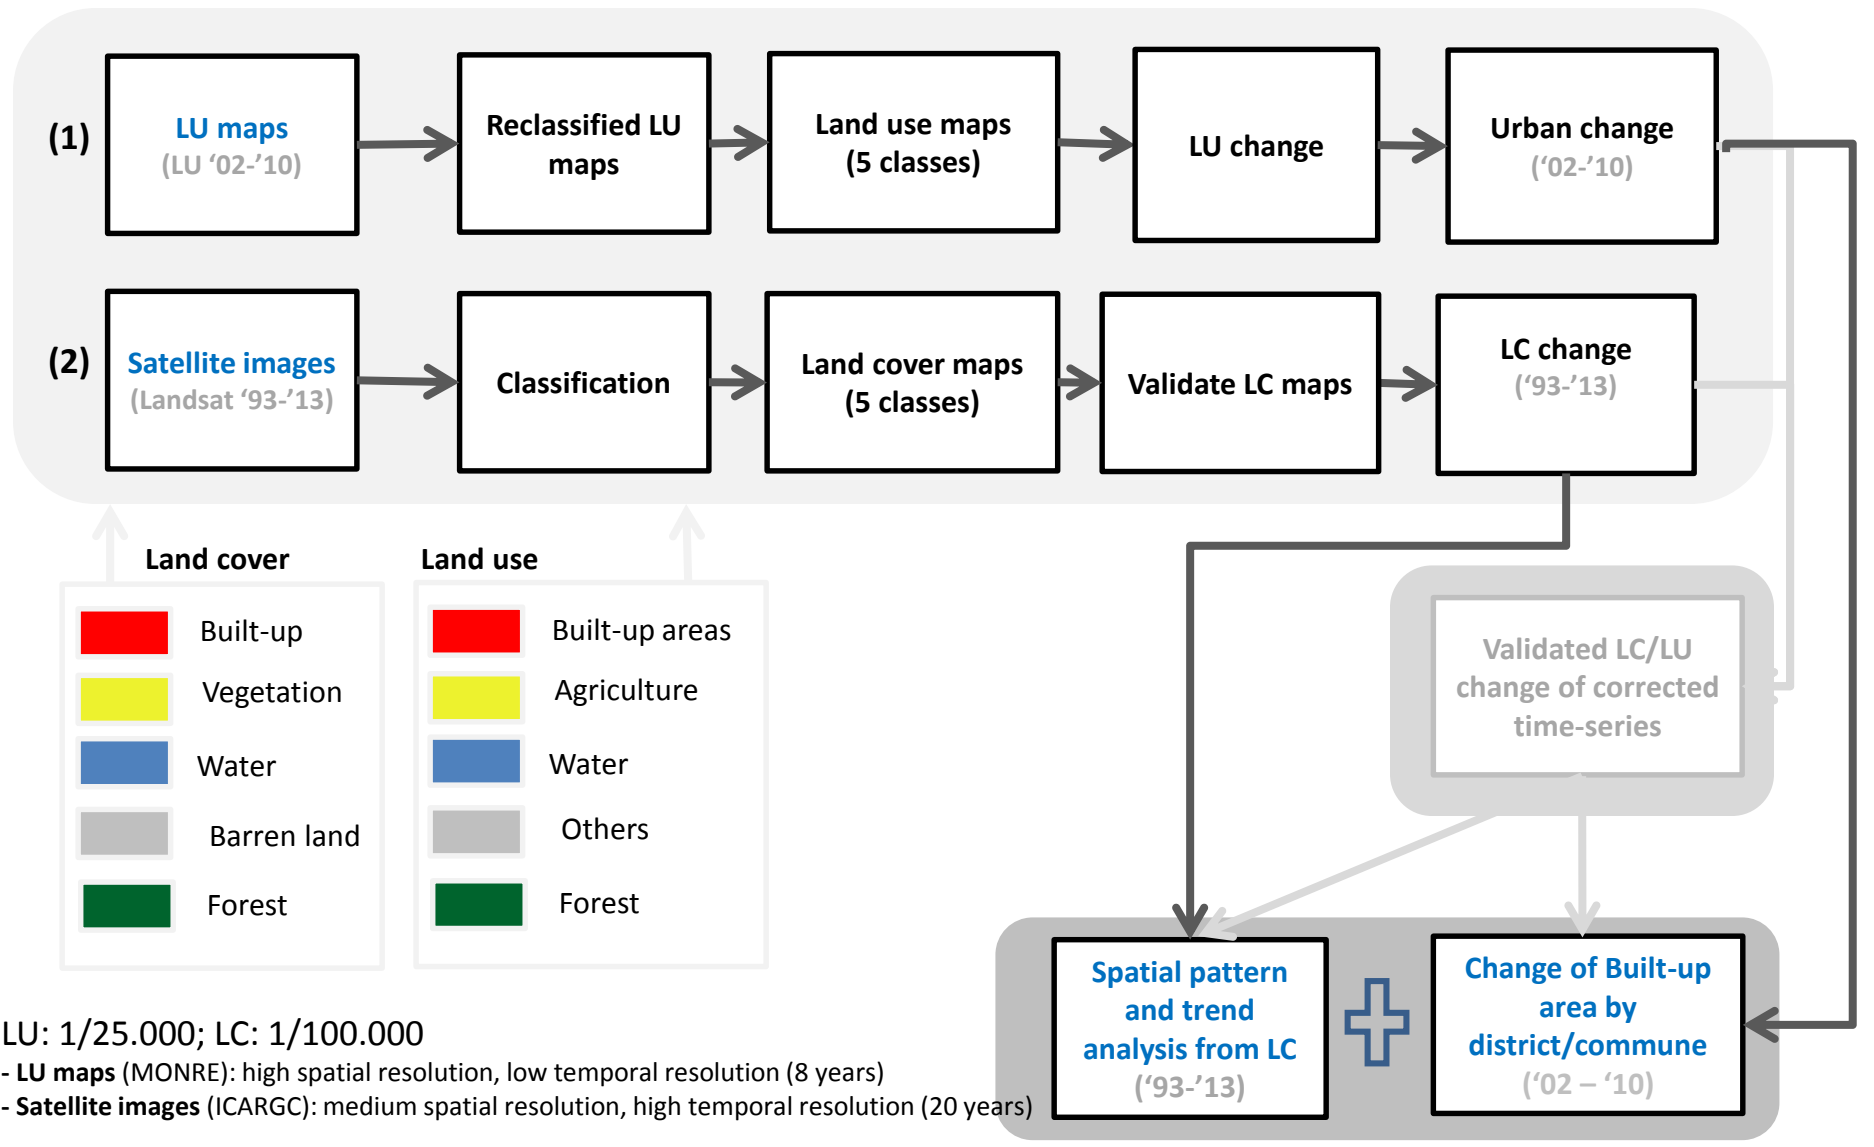 (1)
LU maps
(LU ‘02-’10)
Reclassified LU
maps
Land use maps
(5 classes)
LU change
Urban change
(‘02-’10)
(2)
Satellite images
(Landsat ‘93-’13)
Classification
Land cover maps
(5 classes)
Validate LC maps
LC change
(‘93-’13)
Land cover
Built-up
Vegetation
Water
Barren land
Forest
Land use
Built-up areas
Agriculture
Water
Others
Forest
Validated LC/LU
change of corrected
time-series
Spatial pattern
and trend
analysis from LC
(‘93-’13)
Change of Built-up
area by
district/commune
(‘02 – ‘10)
LU: 1/25.000; LC: 1/100.000
- LU maps (MONRE): high spatial resolution, low temporal resolution (8 years)
- Satellite images (ICARGC): medium spatial resolution, high temporal resolution (20 years)